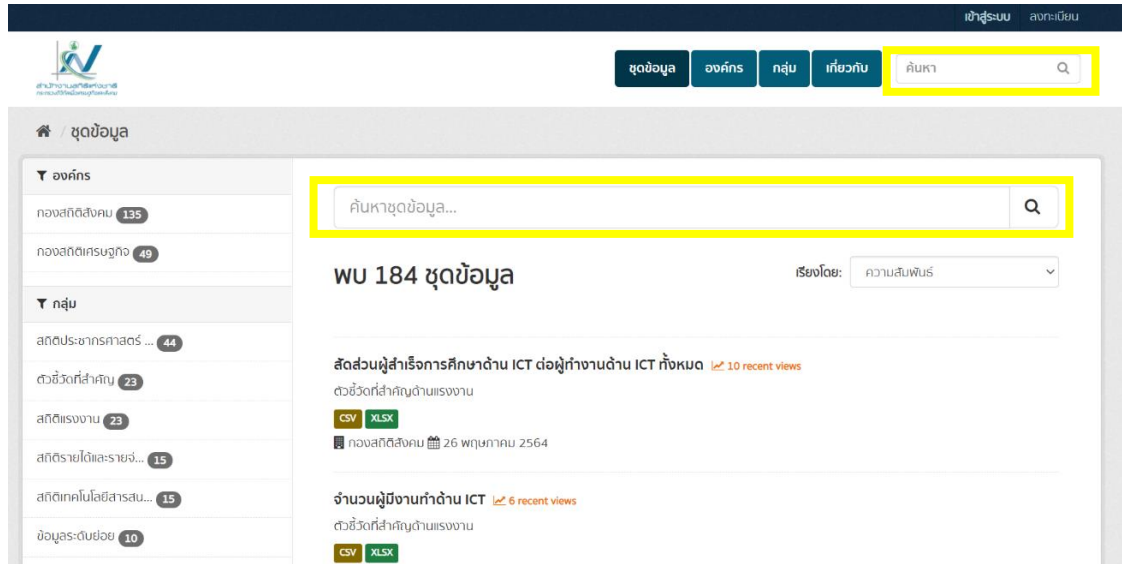 เข้าสู่ระบบ ลงทะเบียน
สำนักงานสถิติแห่งชาติ
ชุดข้อมูล องค์กร กลุ่ม เกี่ยวกับ ค้นหา
/ ชุดข้อมูล
องค์กร
กองสถิติสังคม 135
กองสถิติเศรษฐกิจ 49
กลุ่ม
สถิติประชากรศาสตร์ ... 44
ตัวชี้วัดที่สำคัญ 23
สถิติแรงงาน 23
สถิติรายได้และรายจ่... 15
สถิติเทคโนโลยีสารสน... 15
ข้อมูลระดับย่อย 10
ค้นหาชุดข้อมูล...
พบ 184 ชุดข้อมูล
เรียงโดย: ความสัมพันธ์
สัดส่วนผู้สำเร็จการศึกษาด้าน ICT ต่อผู้ทำงานด้าน ICT ทั้งหมด 10 recent views
ตัวชี้วัดที่สำคัญด้านแรงงาน
CSV XLSX
กองสถิติสังคม 26 พฤษภาคม 2564
จำนวนผู้มีงานทำด้าน ICT 6 recent views
ตัวชี้วัดที่สำคัญด้านแรงงาน
CSV XLSX